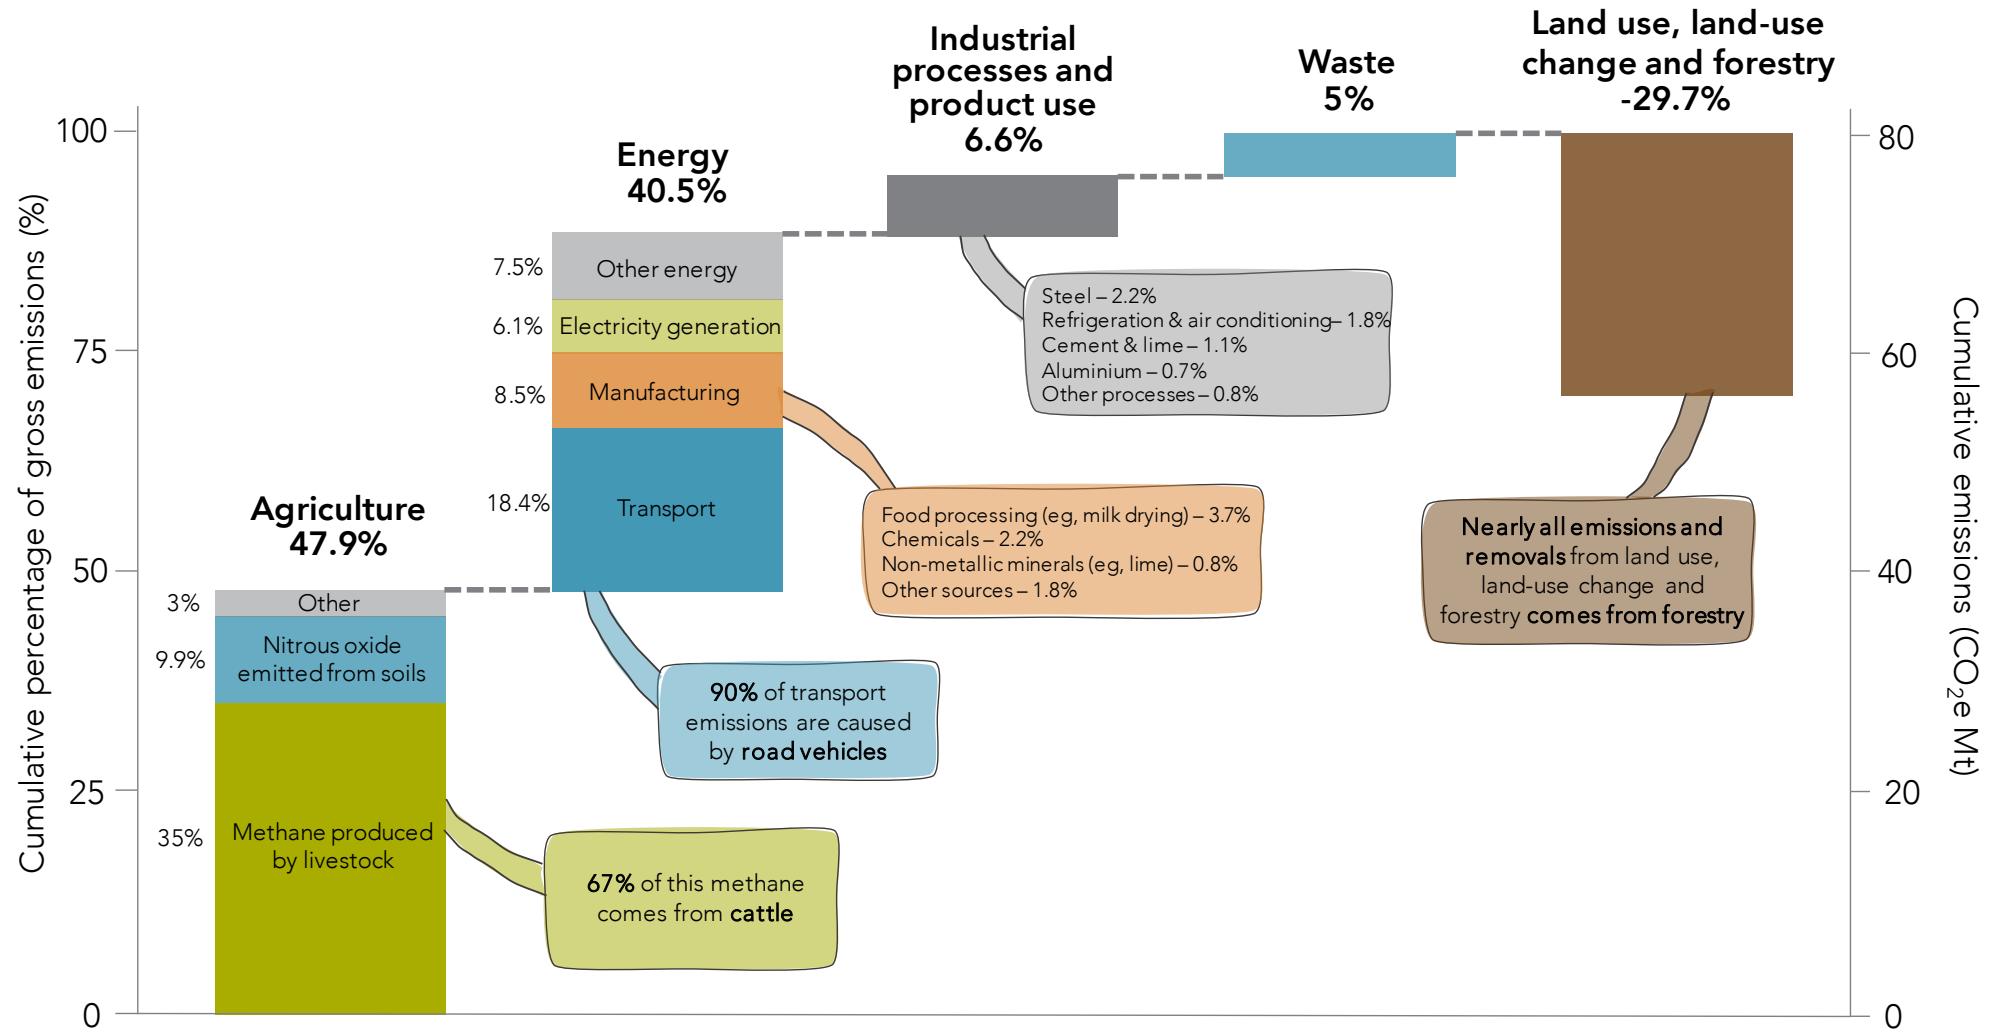 Land use, land-use
change and forestry
-29.7%
Industrial
processes and
product use
6.6%
Waste
5%
Energy
40.5%
Agriculture
47.9%
Cumulative percentage of gross emissions (%)
100
75
50
25
0
7.5%
Other energy
6.1%
Electricity generation
8.5%
Manufacturing
18.4%
Transport
3%
Other
9.9%
Nitrous oxide
emitted from soils
35%
Methane produced
by livestock
Steel – 2.2%
Refrigeration & air conditioning– 1.8%
Cement & lime – 1.1%
Aluminium – 0.7%
Other processes – 0.8%
Food processing (eg, milk drying) – 3.7%
Chemicals – 2.2%
Non-metallic minerals (eg, lime) – 0.8%
Other sources – 1.8%
Nearly all emissions and
removals from land use,
land-use change and
forestry comes from forestry
90% of transport
emissions are caused
by road vehicles
67% of this methane
comes from cattle
80
60
40
20
0
Cumulative emissions (CO₂e Mt)